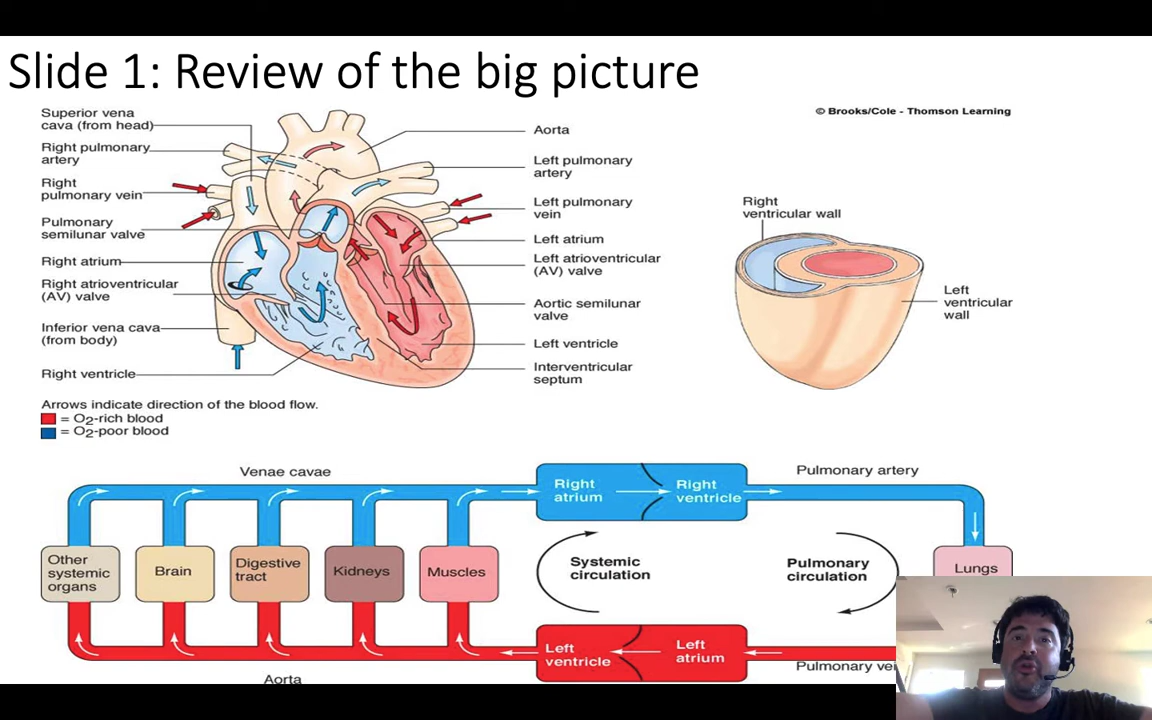 Slide 1: Review of the big picture
Superior vena
cava (from head)
Right pulmonary
artery
Right
pulmonary vein
Pulmonary
semilunar valve
Right atrium
Right atrioventricular
(AV) valve
Inferior vena cava
(from body)
Right ventricle
Aorta
Left pulmonary
artery
Left pulmonary
vein
Left atrium
Left atrioventricular
(AV) valve
Aortic semilunar
valve
Left ventricle
Interventricular
septum
© Brooks/Cole - Thomson Learning
Right
ventricular wall
Left
ventricular
wall
Arrows indicate direction of the blood flow.
= O2-rich blood
= O2-poor blood
Venae cavae
Right
atrium
Right
ventricle
Pulmonary artery
Other
systemic
organs
Brain
Digestive
tract
Kidneys
Muscles
Systemic
circulation
Pulmonary
circulation
Lungs
Left
ventricle
Left
atrium
Aorta
Pulmonary